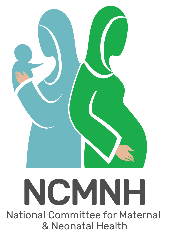 NCMNH
National Committee for Maternal
& Neonatal Health